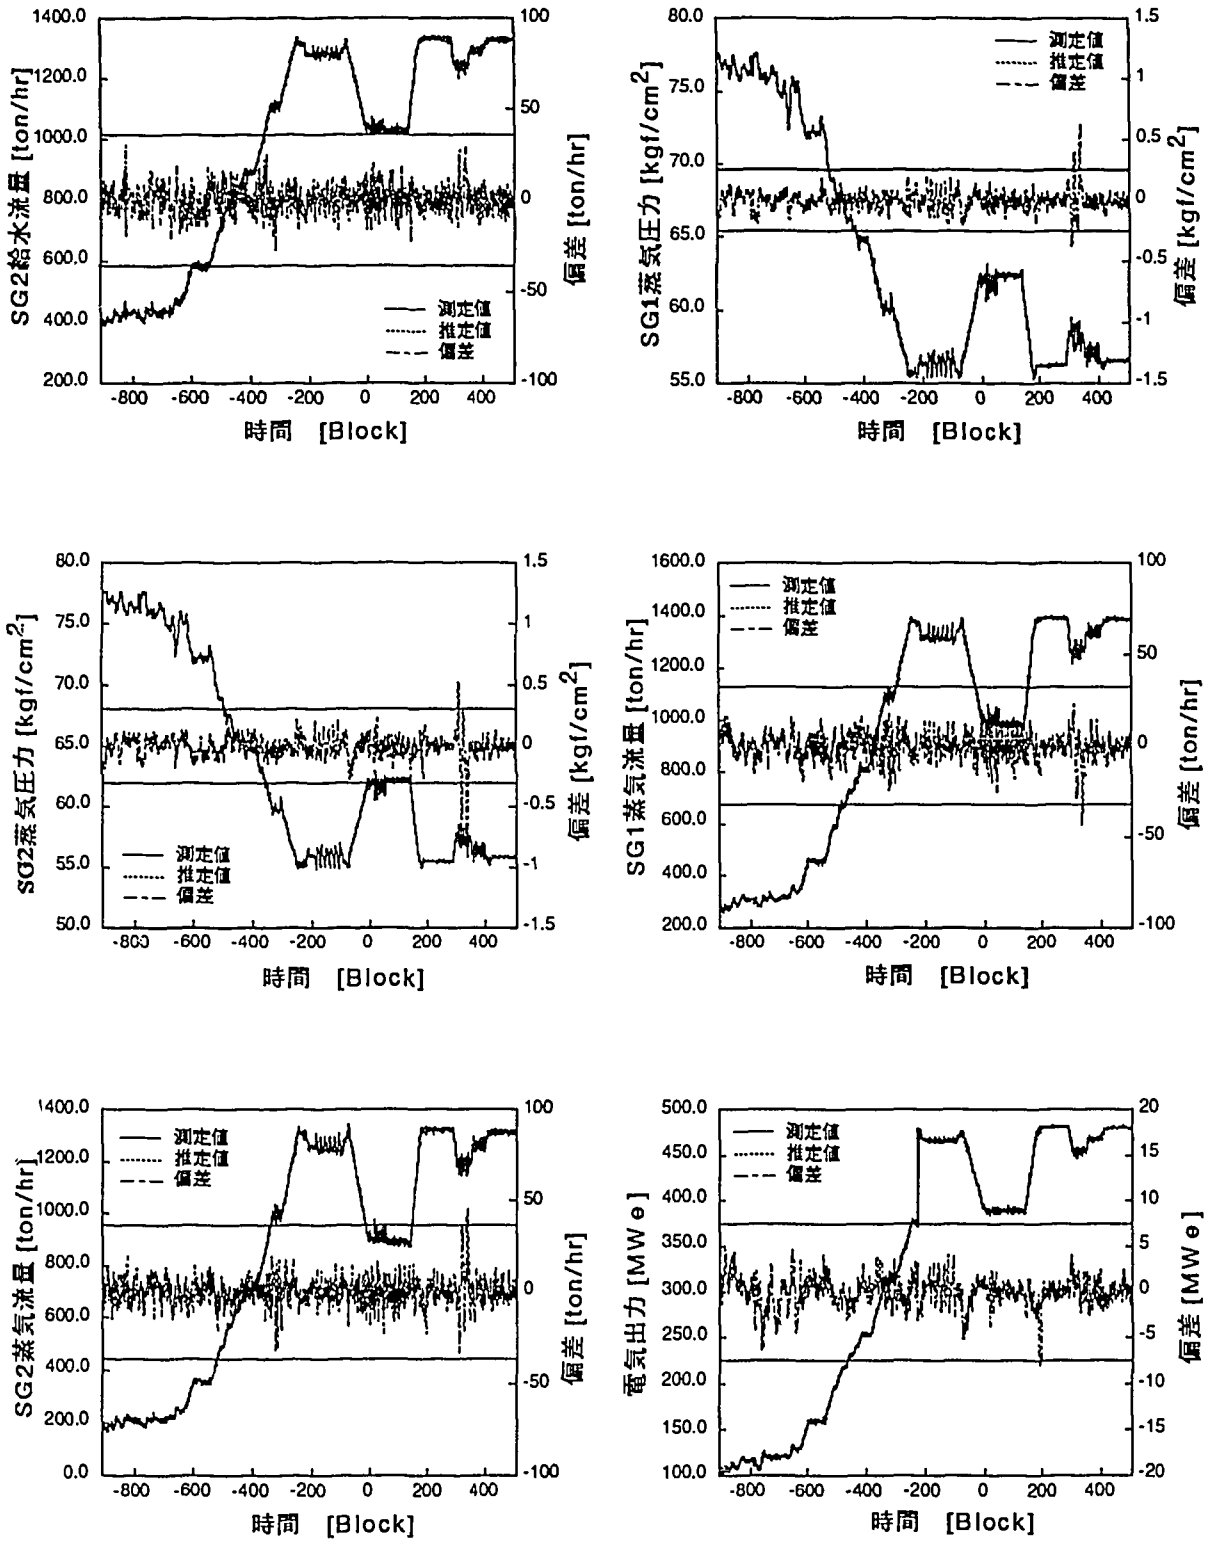 1400.0
1200.0
1000.0
800.0
600.0
400.0
200.0
SG2給水流量 [ton/hr]
100
50
0
-50
-100
偏差 [ton/hr]
測定値
推定値
偏差
-800 -600 -400 -200 0 200 400
時間 [Block]
80.0
75.0
70.0
65.0
60.0
55.0
SG1蒸気圧力 [kgf/cm2]
1.5
1
0.5
0
-0.5
-1
-1.5
偏差 [kgf/cm2]
測定値
推定値
偏差
-800 -600 -400 -200 0 200 400
時間 [Block]
80.0
75.0
70.0
65.0
60.0
55.0
50.0
SG2蒸気圧力 [kgf/cm2]
1.5
1
0.5
0
-0.5
-1
-1.5
偏差 [kgf/cm2]
測定値
推定値
偏差
-800 -600 -400 -200 0 200 400
時間 [Block]
1600.0
1400.0
1200.0
1000.0
800.0
600.0
400.0
200.0
SG1蒸気流量 [ton/hr]
100
50
0
-50
-100
偏差 [ton/hr]
測定値
推定値
偏差
-800 -600 -400 -200 0 200 400
時間 [Block]
1400.0
1200.0
1000.0
800.0
600.0
400.0
200.0
0.0
SG2蒸気流量 [ton/hr]
100
50
0
-50
-100
偏差 [ton/hr]
測定値
推定値
偏差
-800 -600 -400 -200 0 200 400
時間 [Block]
500.0
450.0
400.0
350.0
300.0
250.0
200.0
150.0
100.0
電気出力 [MWe]
20
15
10
5
0
-5
-10
-15
-20
偏差 [MWe]
測定値
推定値
偏差
-800 -600 -400 -200 0 200 400
時間 [Block]